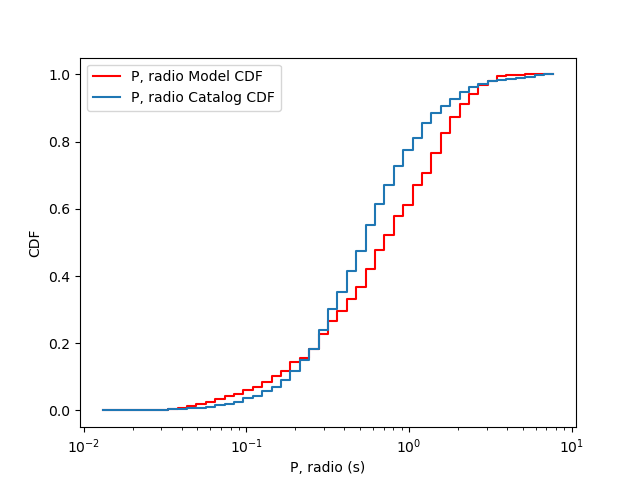 P, radio Model CDF
P, radio Catalog CDF
1.0
0.8
0.6
0.4
0.2
0.0
CDF
10⁻² 10⁻¹ 10⁰ 10¹
P, radio (s)